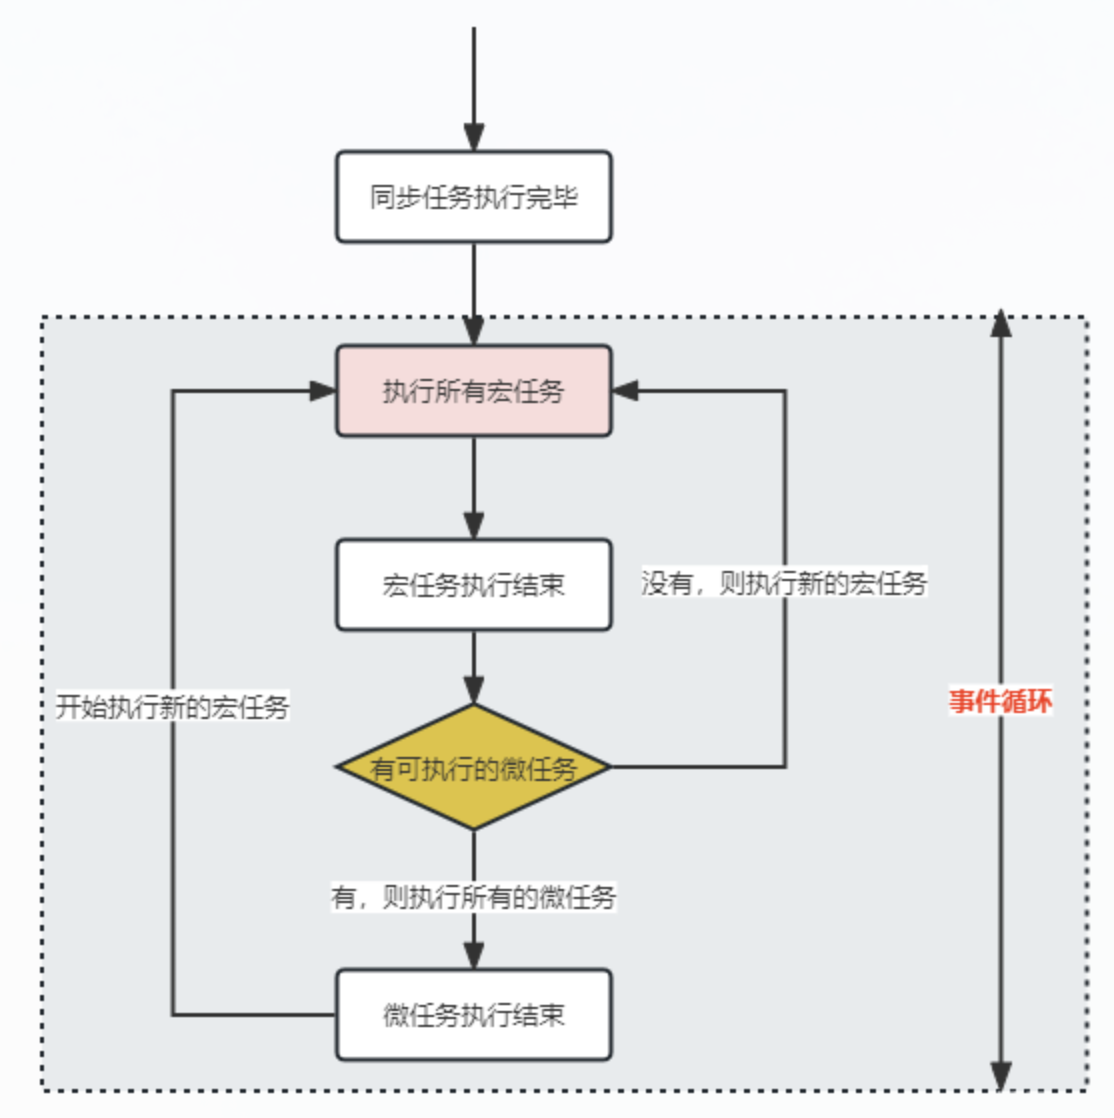 同步任务执行完毕
执行所有宏任务
宏任务执行结束
没有，则执行新的宏任务
开始执行新的宏任务
事件循环
有可执行的微任务
有，则执行所有的微任务
微任务执行结束